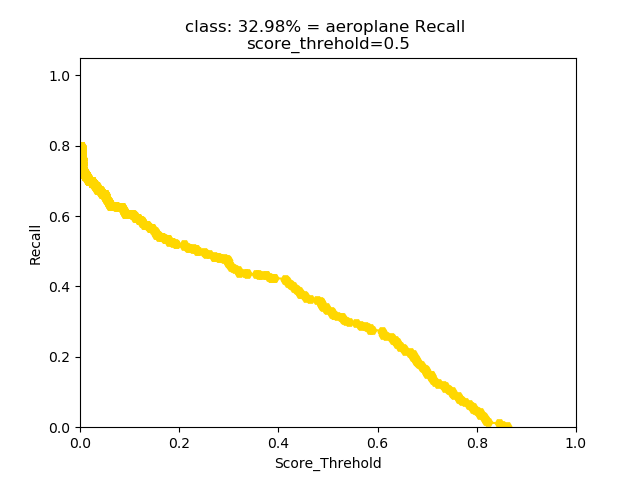 class: 32.98% = aeroplane Recall
score_threhold=0.5
1.0
0.8
0.6
0.4
0.2
0.0
Recall
0.0 0.2 0.4 0.6 0.8 1.0
Score_Threhold